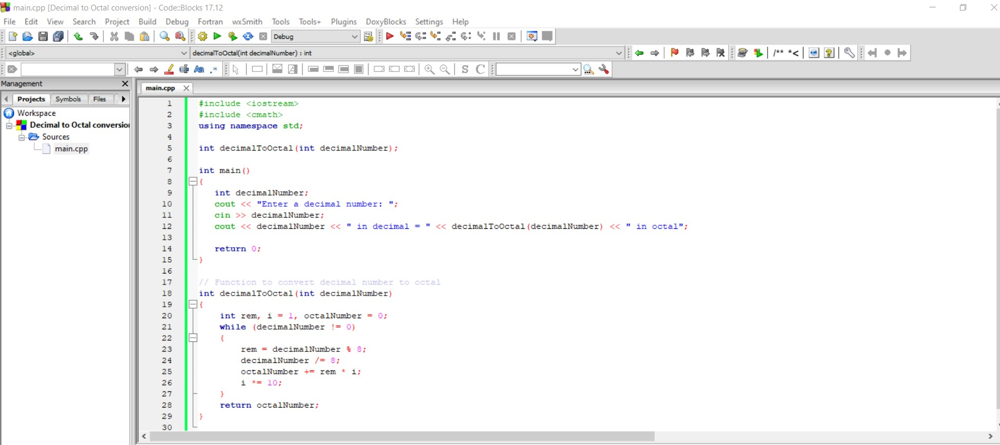 main.cpp [Decimal to Octal conversion] - Code::Blocks 17.12
File Edit View Search Project Build Debug Fortran wxSmith Tools Tools+ Plugins DoxyBlocks Settings Help
Debug
<global> decimalToOctal(int decimalNumber) : int /** *<
Aa .* S C
Management
main.cpp
Projects Symbols Files
Workspace
Decimal to Octal conversion
Sources
main.cpp
1 #include <iostream>
2 #include <cmath>
3 using namespace std;
4
5 int decimalToOctal(int decimalNumber);
6
7 int main()
8 {
9 int decimalNumber;
10 cout << "Enter a decimal number: ";
11 cin >> decimalNumber;
12 cout << decimalNumber << " in decimal = " << decimalToOctal(decimalNumber) << " in octal";
13
14 return 0;
15 }
16
17 // Function to convert decimal number to octal
18 int decimalToOctal(int decimalNumber)
19 {
20 int rem, i = 1, octalNumber = 0;
21 while (decimalNumber != 0)
22 {
23 rem = decimalNumber % 8;
24 decimalNumber /= 8;
25 octalNumber += rem * i;
26 i *= 10;
27 }
28 return octalNumber;
29 }
30